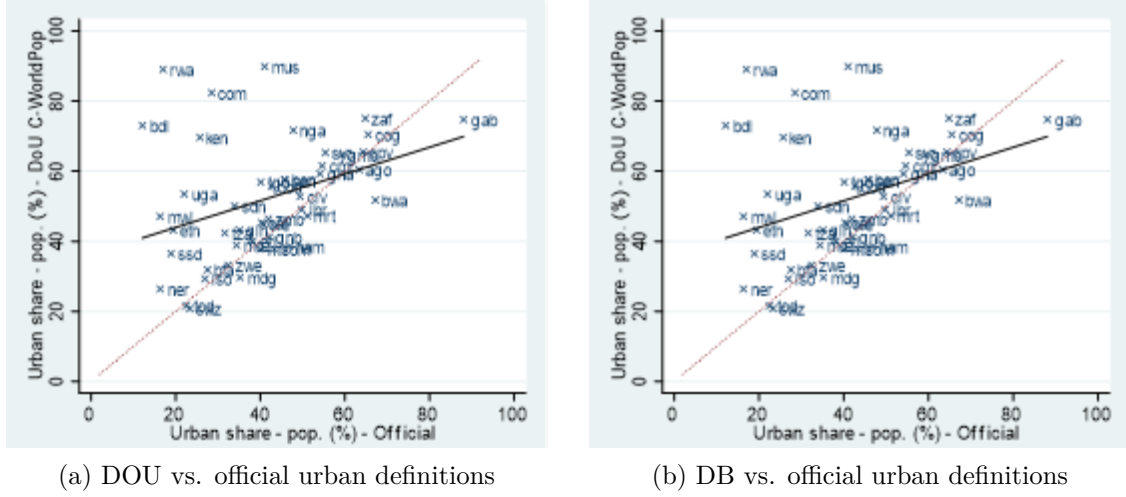 Urban share - pop. (%) - DoU C-WorldPop
100
80
60
40
20
0
rwa
mus
com
bdi
ken
nga
zaf
cog
gab
ago
bwa
uga
sdn
civ
mrt
mwi
eth
zmb
gnb
ssd
zwe
mdg
ner
0 20 40 60 80 100
Urban share - pop. (%) - Official
(a) DOU vs. official urban definitions
Urban share - pop. (%) - DoU C-WorldPop
100
80
60
40
20
0
rwa
mus
com
bdi
ken
nga
zaf
cog
gab
ago
bwa
uga
sdn
civ
mrt
mwi
eth
zmb
gnb
ssd
zwe
mdg
ner
0 20 40 60 80 100
Urban share - pop. (%) - Official
(b) DB vs. official urban definitions